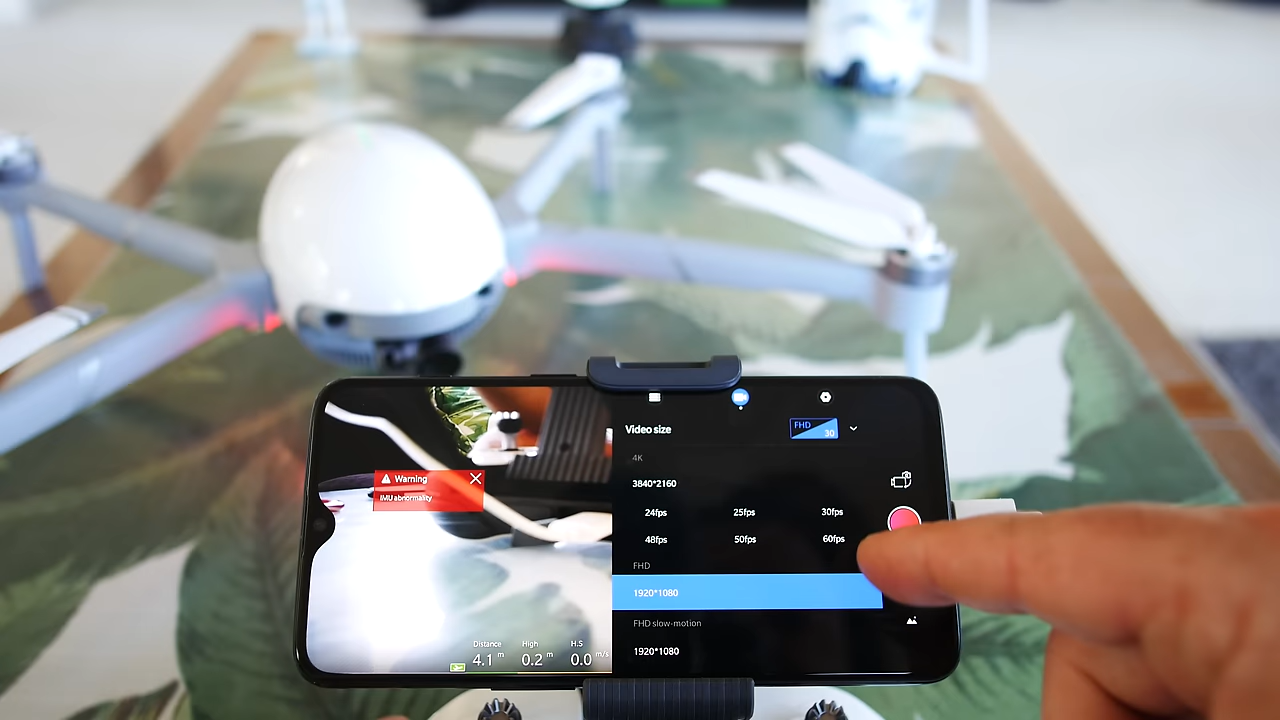 Video size
FHD
30
4K
3840*2160
24fps 25fps 30fps
48fps 50fps 60fps
FHD
1920*1080
FHD slow-motion
1920*1080
Warning
IMU abnormality
Distance High H.S
4.1 m 0.2 m 0.0 m/s